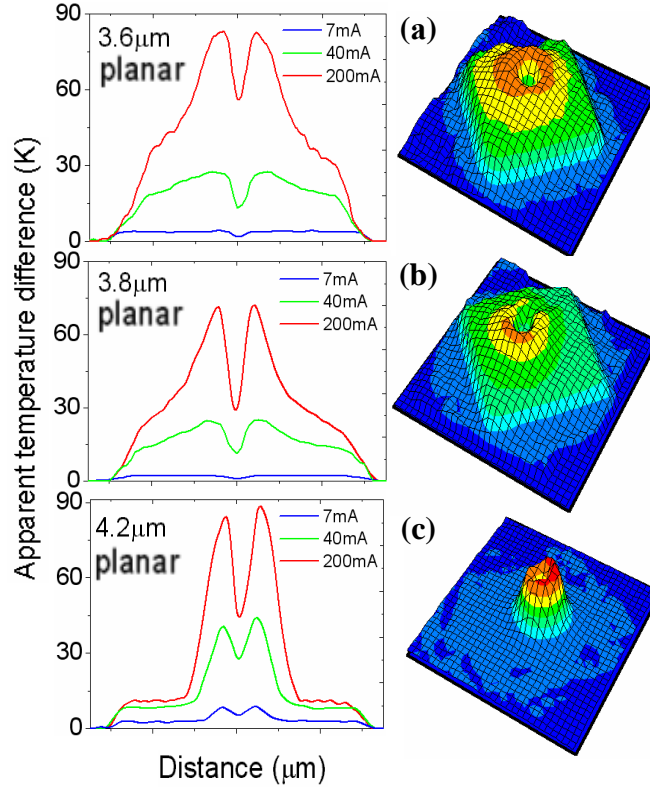 Apparent temperature difference (K)
90
60
30
0
3.6μm
planar
7mA
40mA
200mA
(a)
90
60
30
0
3.8μm
planar
7mA
40mA
200mA
(b)
90
60
30
0
4.2μm
planar
7mA
40mA
200mA
(c)
Distance (μm)